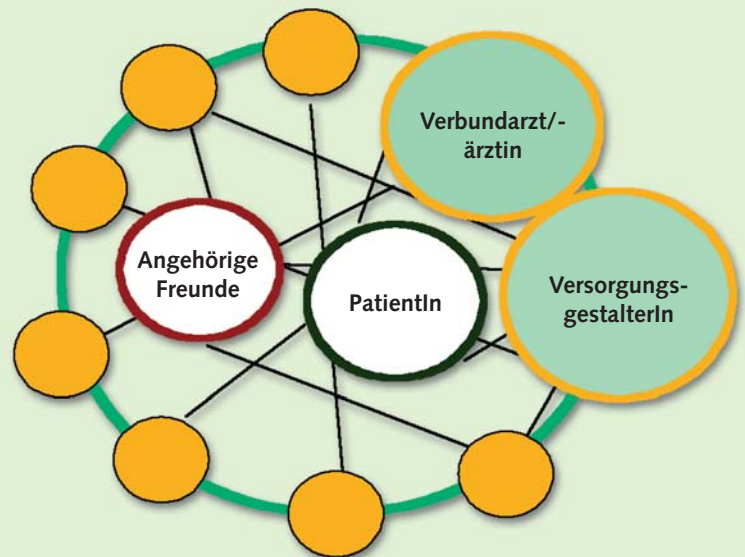 Verbundarzt/-
ärztin
Angehörige
Freunde
PatientIn
Versorgungs-
gestalterIn